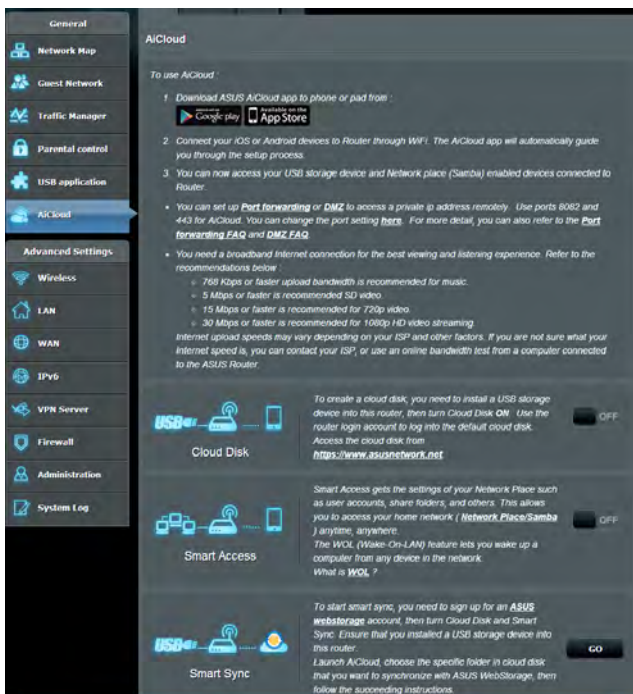 General
Network Map
Guest Network
Traffic Manager
Parental control
USB application
AiCloud
Advanced Settings
Wireless
LAN
WAN
IPv6
VPN Server
Firewall
Administration
System Log
AiCloud
To use AiCloud :
1. Download ASUS AiCloud app to phone or pad from :
Google play Available on the App Store
2. Connect your iOS or Android devices to Router through WiFi. The AiCloud app will automatically guide
you through the setup process.
3. You can now access your USB storage device and Network place (Samba) enabled devices connected to
Router.
• You can set up Port forwarding or DMZ to access a private ip address remotely. Use ports 8082 and
443 for AiCloud. You can change the port setting here. For more detail, you can also refer to the Port
forwarding FAQ and DMZ FAQ.
• You need a broadband Internet connection for the best viewing and listening experience. Refer to the
recommendations below :
768 Kbps or faster upload bandwidth is recommended for music.
5 Mbps or faster is recommended SD video.
15 Mbps or faster is recommended for 720p video.
30 Mbps or faster is recommended for 1080p HD video streaming.
Internet upload speeds may vary depending on your ISP and other factors. If you are not sure what your
Internet speed is, you can contact your ISP, or use an online bandwidth test from a computer connected
to the ASUS Router.
USB
Cloud Disk
To create a cloud disk, you need to install a USB storage
device into this router, then turn Cloud Disk ON. Use the
router login account to log into the default cloud disk.
Access the cloud disk from
https://www.asusnetwork.net.
OFF
Smart Access
Smart Access gets the settings of your Network Place such
as user accounts, share folders, and others. This allows
you to access your home network ( Network Place/Samba
) anytime, anywhere.
The WOL (Wake-On-LAN) feature lets you wake up a
computer from any device in the network.
What is WOL ?
OFF
USB
Smart Sync
To start smart sync, you need to sign up for an ASUS
webstorage account, then turn Cloud Disk and Smart
Sync. Ensure that you installed a USB storage device into
this router.
Launch AiCloud, choose the specific folder in cloud disk
that you want to synchronize with ASUS WebStorage, then
follow the succeeding instructions.
GO